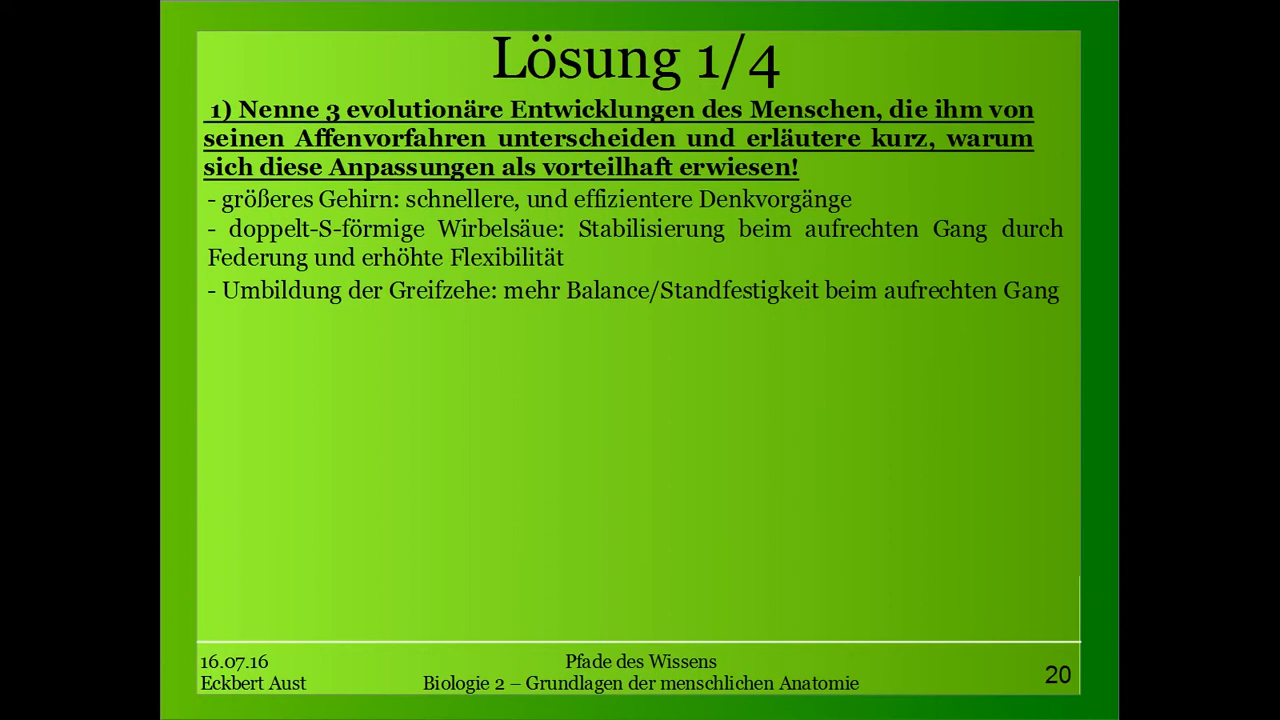 Lösung 1/4
1) Nenne 3 evolutionäre Entwicklungen des Menschen, die ihm von
seinen Affenvorfahren unterscheiden und erläutere kurz, warum
sich diese Anpassungen als vorteilhaft erwiesen!
- größeres Gehirn: schnellere, und effizientere Denkvorgänge
- doppelt-S-förmige Wirbelsäue: Stabilisierung beim aufrechten Gang durch
Federung und erhöhte Flexibilität
- Umbildung der Greifzehe: mehr Balance/Standfestigkeit beim aufrechten Gang
16.07.16
Eckbert Aust
Pfade des Wissens
Biologie 2 – Grundlagen der menschlichen Anatomie
20